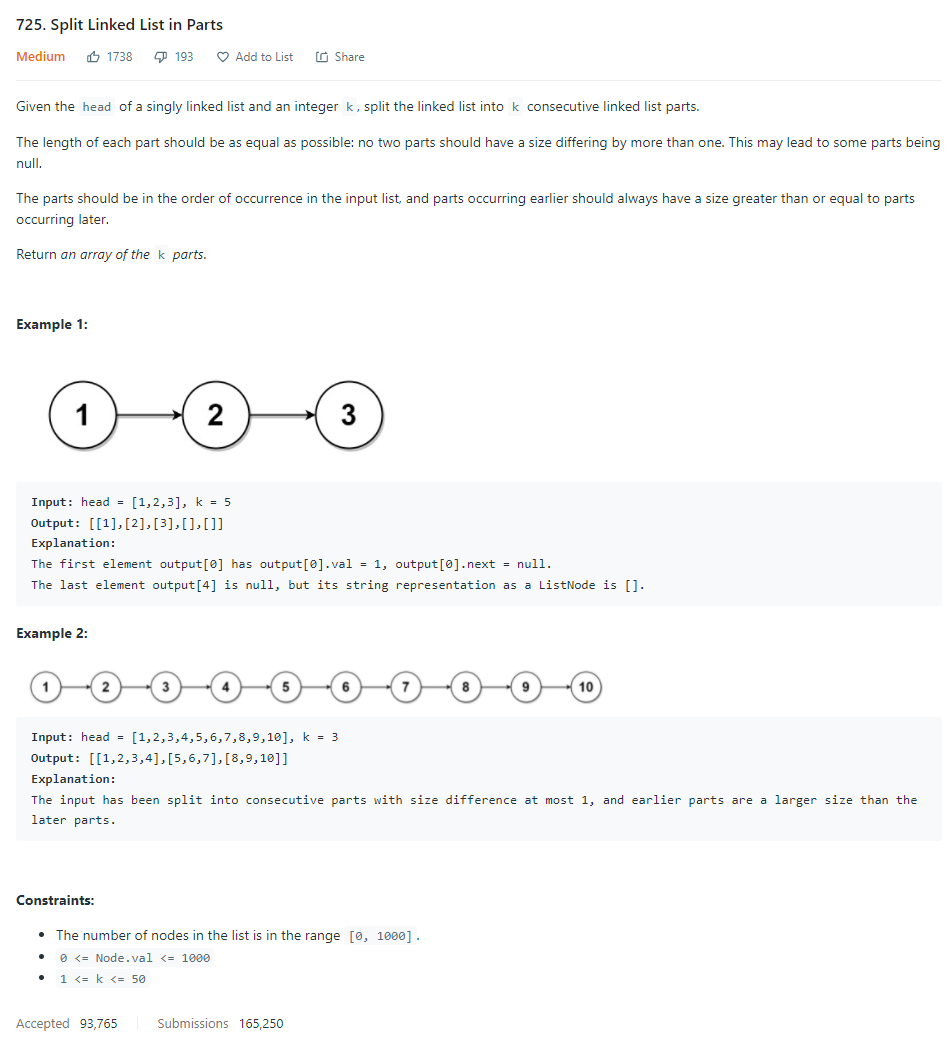 725. Split Linked List in Parts
Medium 1738 193 Add to List Share
Given the head of a singly linked list and an integer k, split the linked list into k consecutive linked list parts.
The length of each part should be as equal as possible: no two parts should have a size differing by more than one. This may lead to some parts being
null.
The parts should be in the order of occurrence in the input list, and parts occurring earlier should always have a size greater than or equal to parts
occurring later.
Return an array of the k parts.
Example 1:
1 2 3
Input: head = [1,2,3], k = 5
Output: [[1],[2],[3],[],[]]
Explanation:
The first element output[0] has output[0].val = 1, output[0].next = null.
The last element output[4] is null, but its string representation as a ListNode is [].
Example 2:
1 2 3 4 5 6 7 8 9 10
Input: head = [1,2,3,4,5,6,7,8,9,10], k = 3
Output: [[1,2,3,4],[5,6,7],[8,9,10]]
Explanation:
The input has been split into consecutive parts with size difference at most 1, and earlier parts are a larger size than the
later parts.
Constraints:
• The number of nodes in the list is in the range [0, 1000].
• 0 <= Node.val <= 1000
• 1 <= k <= 50
Accepted 93,765 Submissions 165,250